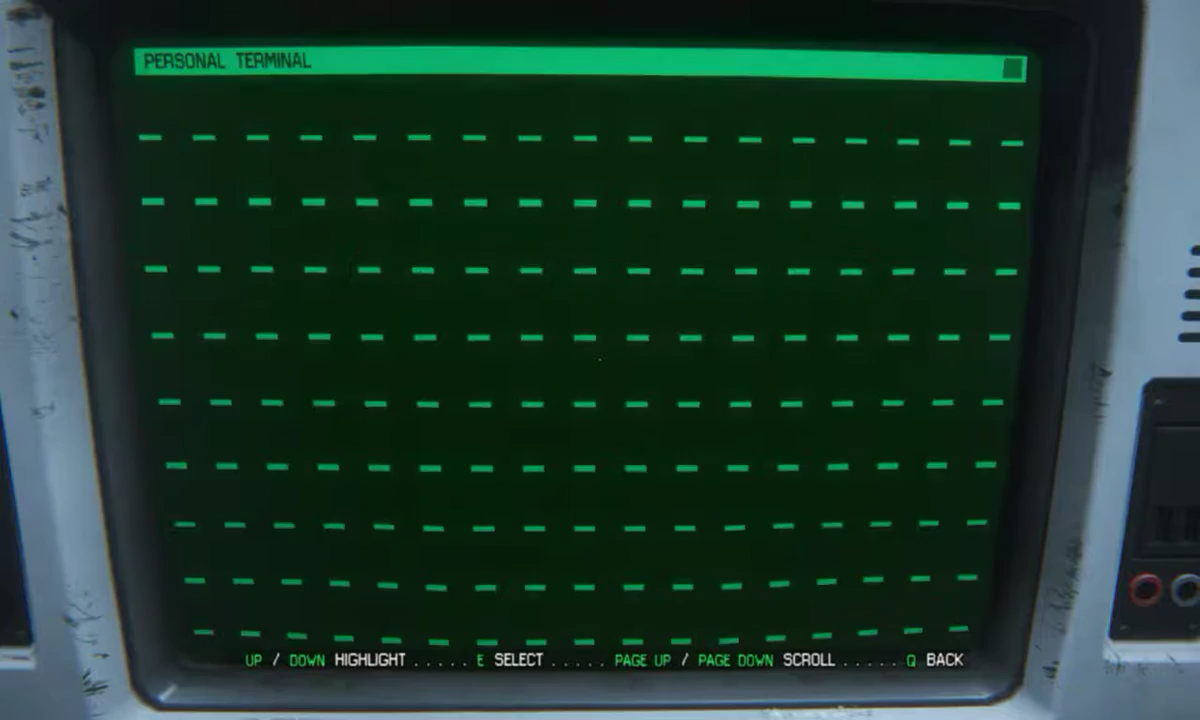 PERSONAL TERMINAL
UP / DOWN HIGHLIGHT ..... E SELECT ..... PAGE UP / PAGE DOWN SCROLL ..... Q BACK